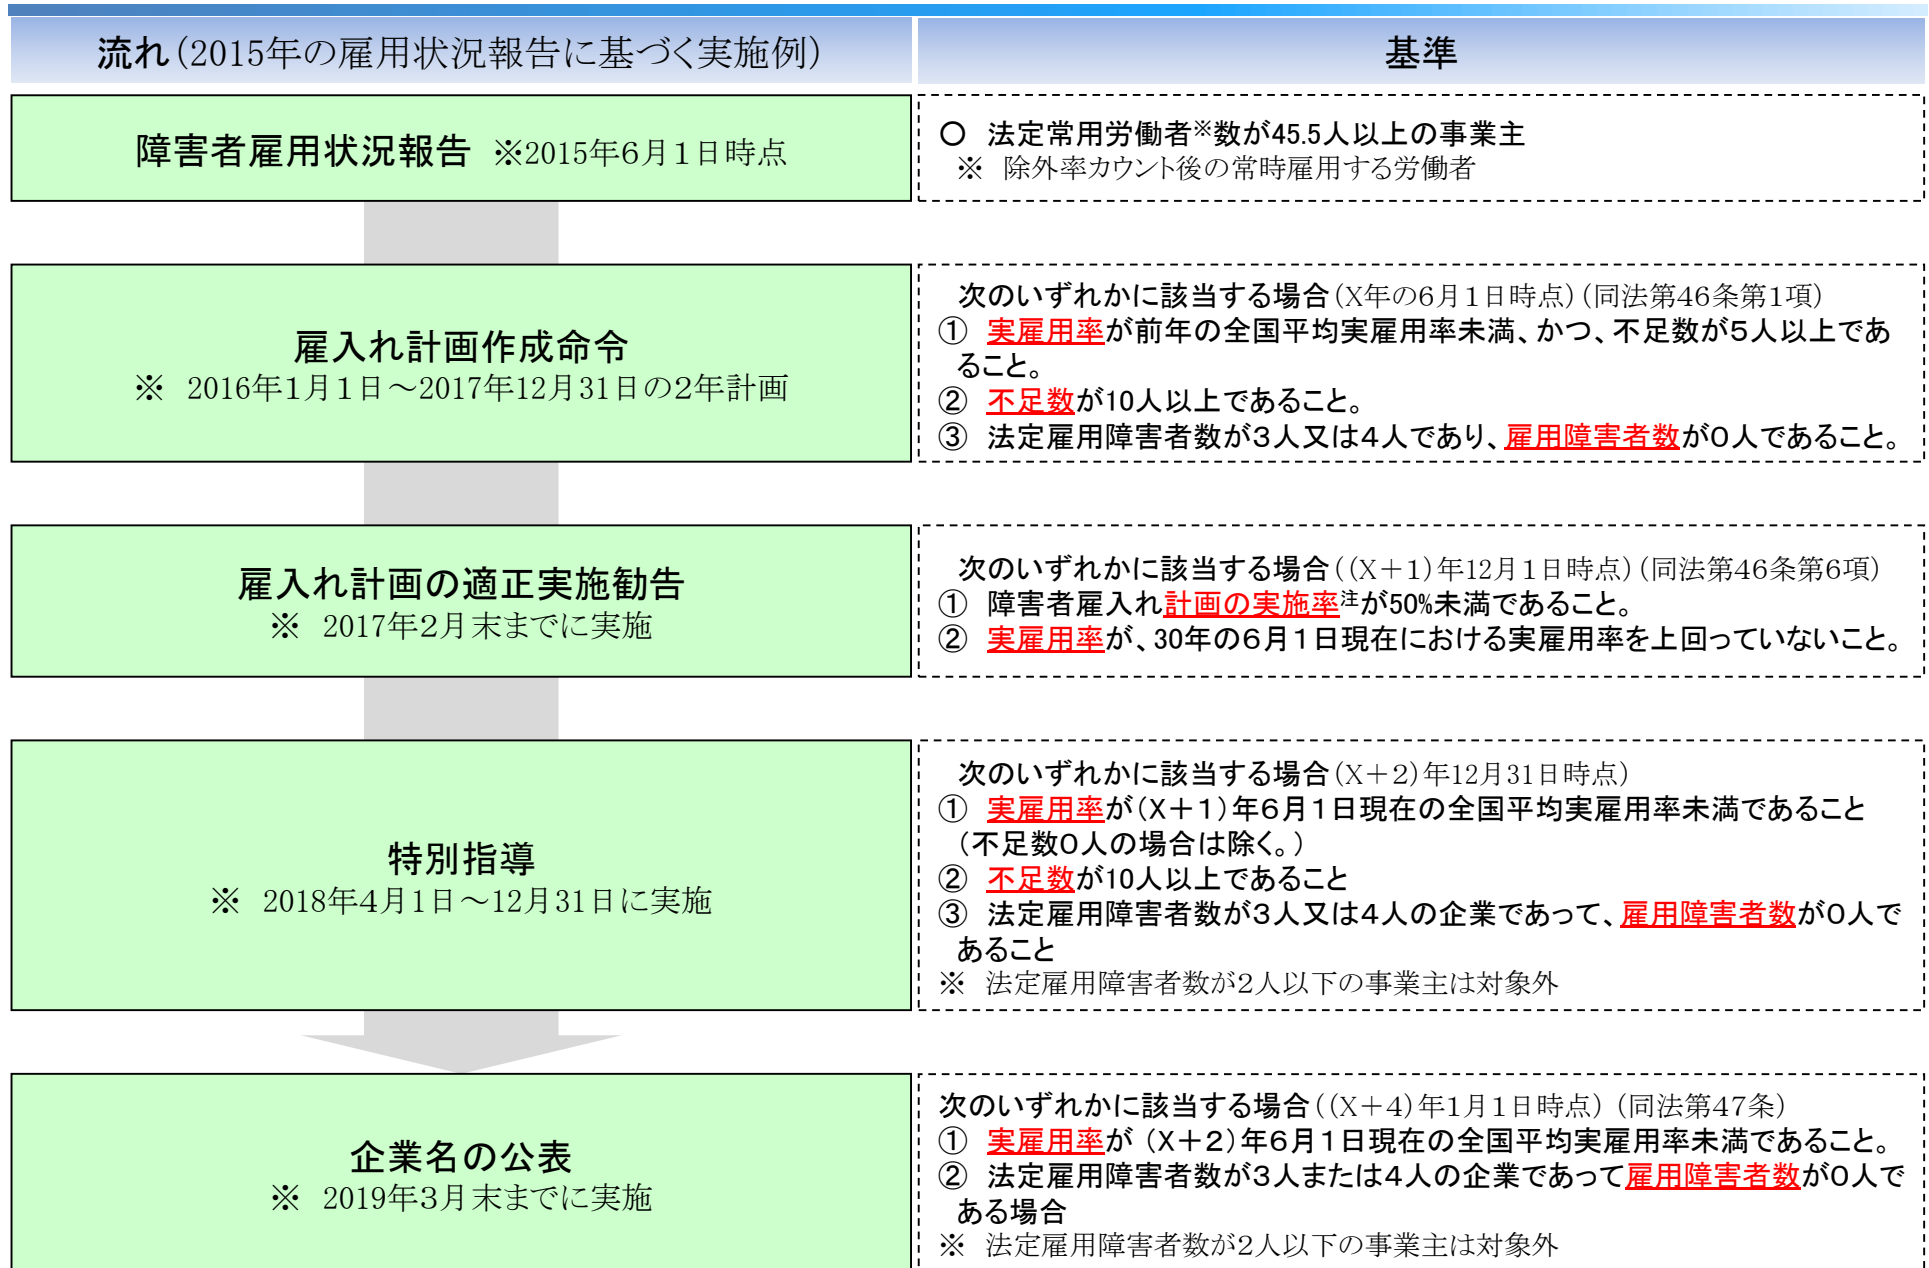 流れ（2015年の雇用状況報告に基づく実施例）
基準
障害者雇用状況報告 ※2015年６月１日時点
〇 法定常用労働者※数が45.5人以上の事業主
※ 除外率カウント後の常時雇用する労働者
雇入れ計画作成命令
※ 2016年１月１日～2017年12月31日の２年計画
次のいずれかに該当する場合（X年の６月１日時点）（同法第４６条第１項）
① 実雇用率が前年の全国平均実雇用率未満、かつ、不足数が５人以上であ
ること。
② 不足数が10人以上であること。
③ 法定雇用障害者数が３人又は４人であり、雇用障害者数が０人であること。
雇入れ計画の適正実施勧告
※ 2017年２月末までに実施
次のいずれかに該当する場合（（X＋１）年12月１日時点）（同法第４６条第６項）
① 障害者雇入れ計画の実施率注が50%未満であること。
② 実雇用率が、30年の６月１日現在における実雇用率を上回っていないこと。
特別指導
※ 2018年４月１日～12月31日に実施
次のいずれかに該当する場合（X＋２）年12月31日時点）
① 実雇用率が（X＋１）年６月１日現在の全国平均実雇用率未満であること
（不足数０人の場合は除く。）
② 不足数が10人以上であること
③ 法定雇用障害者数が３人又は４人の企業であって、雇用障害者数が０人で
あること
※ 法定雇用障害者数が２人以下の事業主は対象外
企業名の公表
※ 2019年３月末までに実施
次のいずれかに該当する場合（（X＋４）年１月１日時点）（同法第４７条）
① 実雇用率が （X＋２）年６月１日現在の全国平均実雇用率未満であること。
② 法定雇用障害者数が３人または４人の企業であって雇用障害者数が０人で
ある場合
※ 法定雇用障害者数が２人以下の事業主は対象外